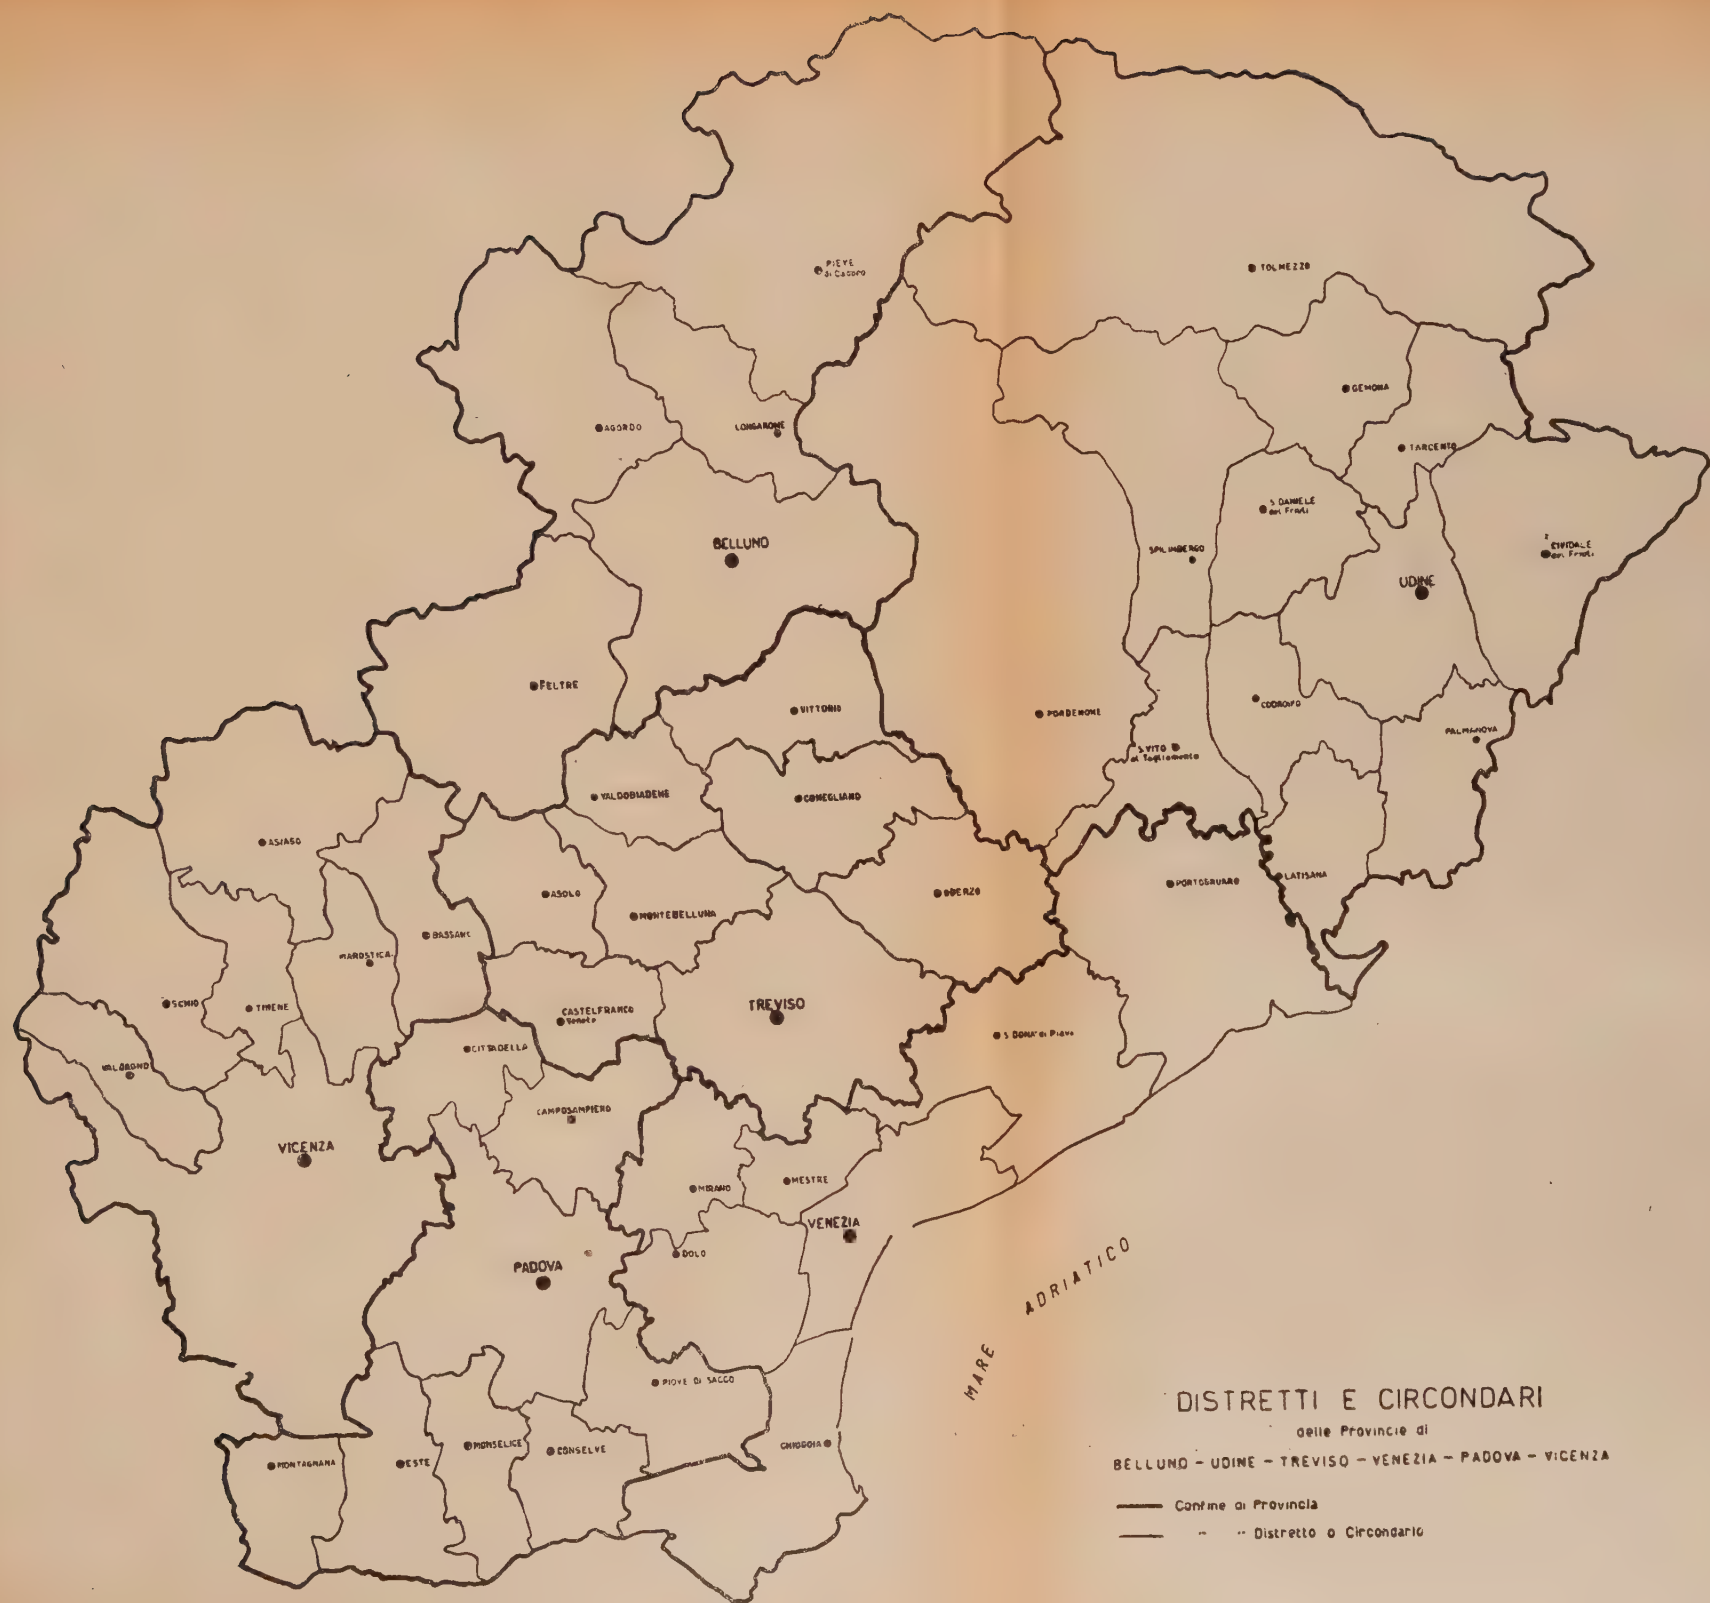 PIEVE
di Cadore
TOLMEZZO
GEMONA
AGORDO
LONGARONE
TARCENTO
S. DANIELE
del Friuli
BELLUNO
SPILIMBERGO
CIVIDALE
del Friuli
UDINE
FELTRE
VITTORIO
PORDENONE
CODROIPO
PALMANOVA
S. VITO
al Tagliamento
VALDOBIADENE
CONEGLIANO
ASIAGO
ASOLO
ODERZO
PORTOGRUARO
LATISANA
MONTEBELLUNA
BASSANO
MAROSTICA
SCHIO
THIENE
CASTELFRANCO
Veneto
TREVISO
S. DONA' di Piave
CITTADELLA
VALDAGNO
CAMPOSAMPIERO
VICENZA
MIRANO
MESTRE
VENEZIA
DOLO
PADOVA
MARE ADRIATICO
PIOVE DI SACCO
CHIOGGIA
MONTAGNANA
ESTE
MONSELICE
CONSELVE
DISTRETTI E CIRCONDARI
delle Provincie di
BELLUNO - UDINE - TREVISO - VENEZIA - PADOVA - VICENZA
Confine di Provincia
" " Distretto o Circondario